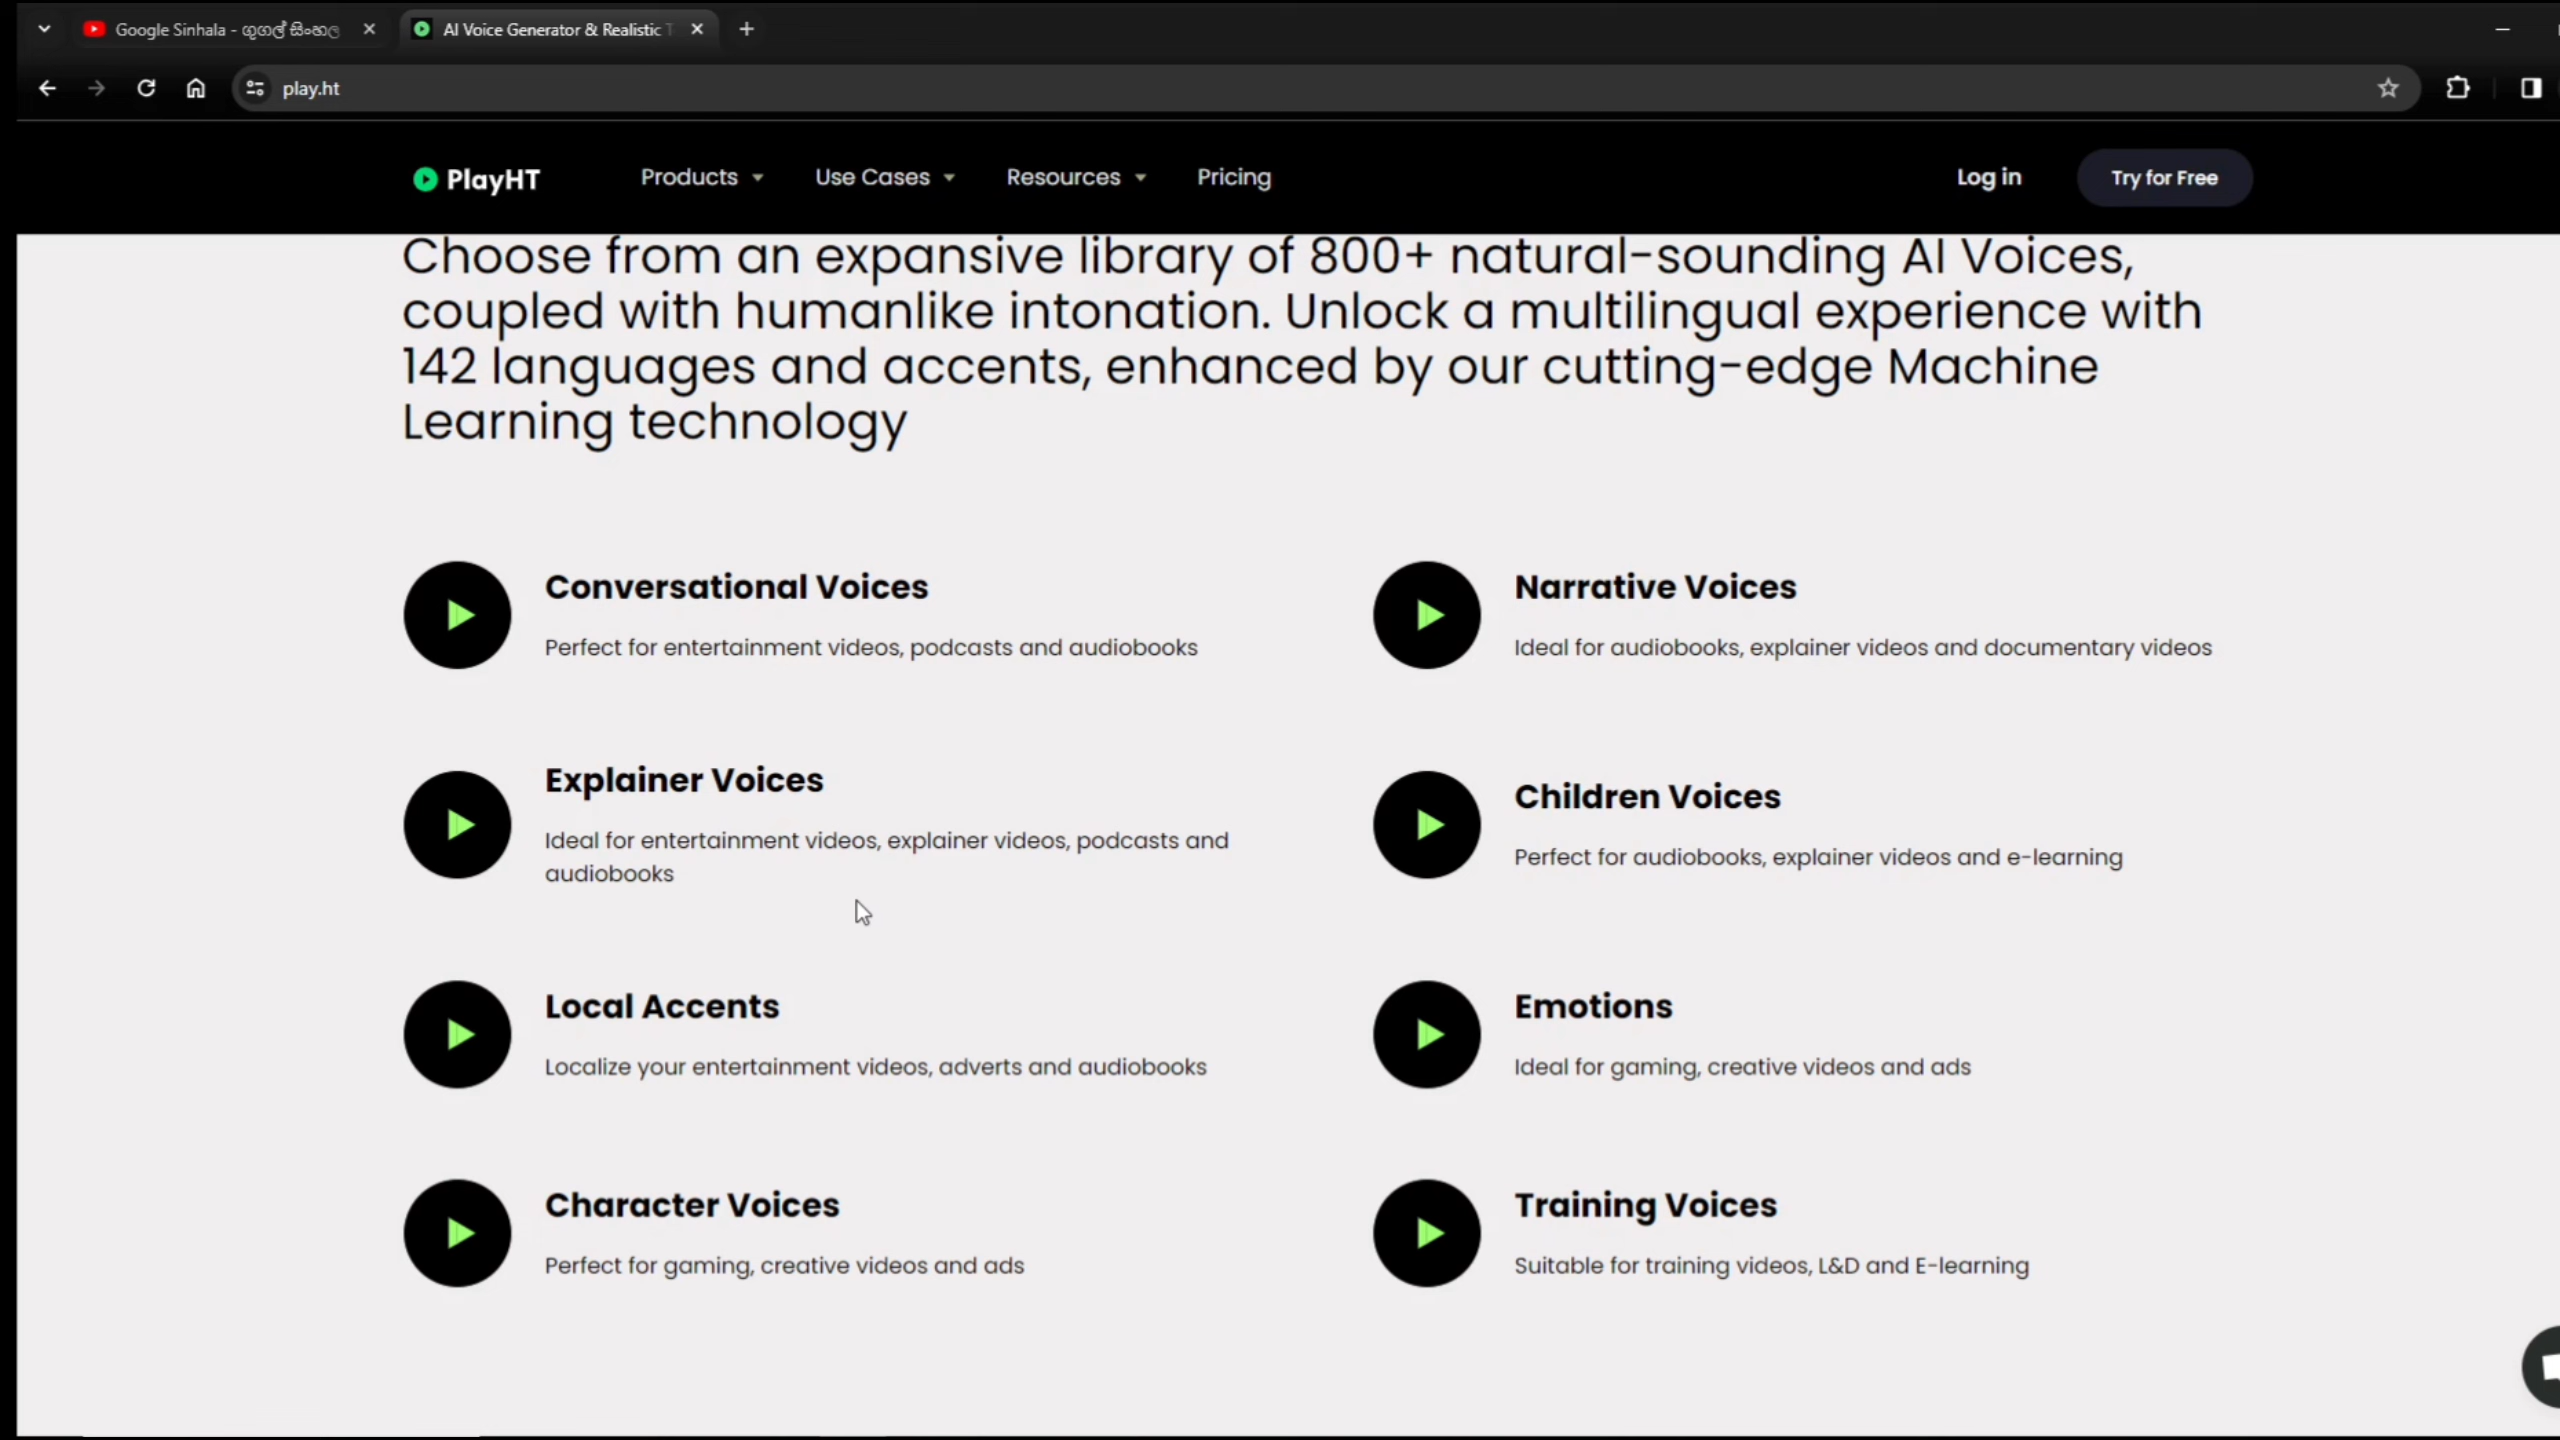 Google Sinhala - ගූගල් සිංහල
AI Voice Generator & Realistic
play.ht
PlayHT
Products
Use Cases
Resources
Pricing
Log in
Try for Free
Choose from an expansive library of 800+ natural-sounding AI Voices,
coupled with humanlike intonation. Unlock a multilingual experience with
142 languages and accents, enhanced by our cutting-edge Machine
Learning technology
Conversational Voices
Perfect for entertainment videos, podcasts and audiobooks
Narrative Voices
Ideal for audiobooks, explainer videos and documentary videos
Explainer Voices
Ideal for entertainment videos, explainer videos, podcasts and
audiobooks
Children Voices
Perfect for audiobooks, explainer videos and e-learning
Local Accents
Localize your entertainment videos, adverts and audiobooks
Emotions
Ideal for gaming, creative videos and ads
Character Voices
Perfect for gaming, creative videos and ads
Training Voices
Suitable for training videos, L&D and E-learning